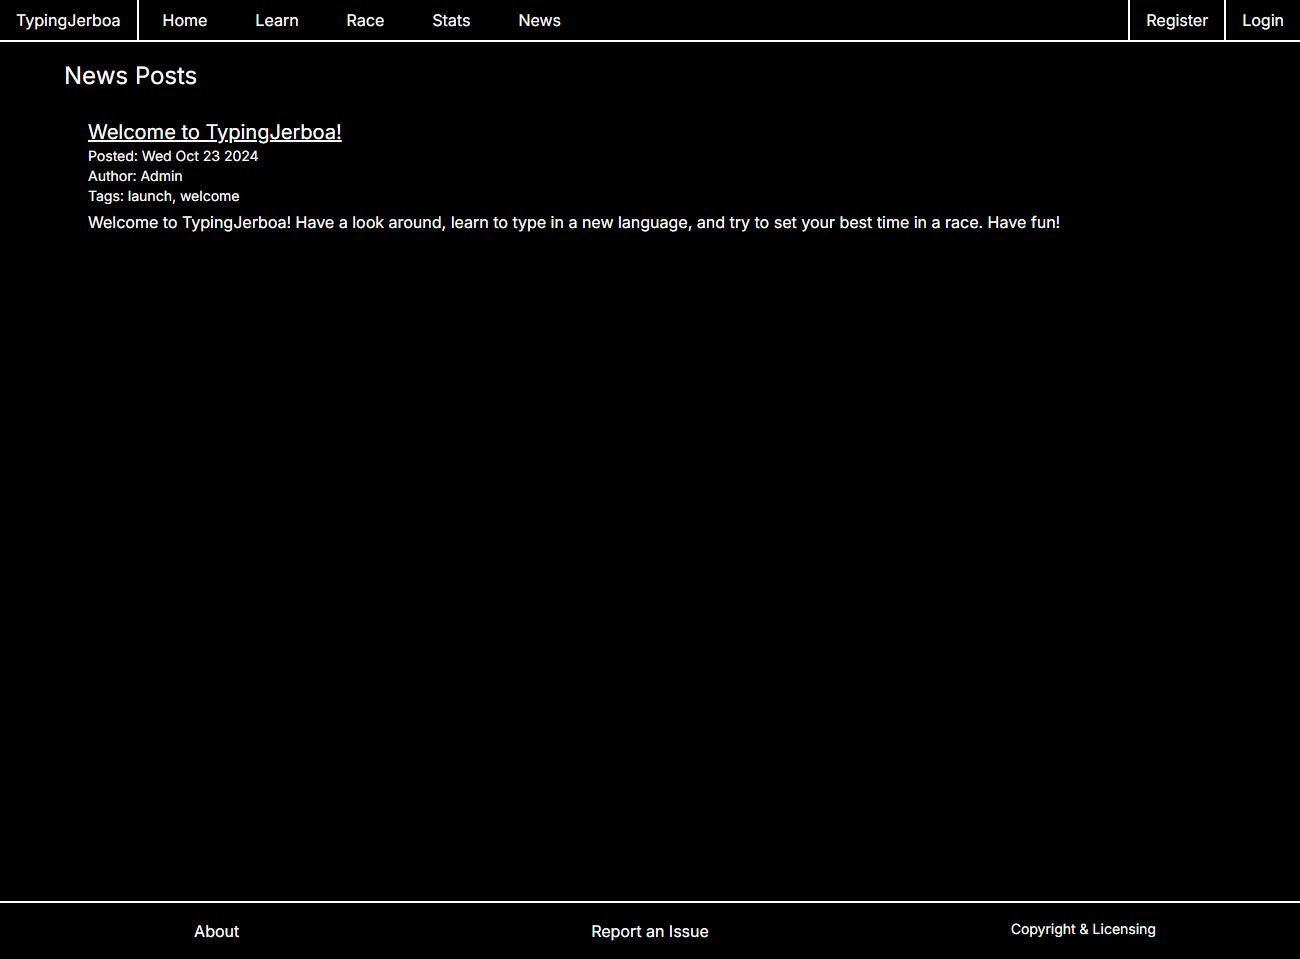 TypingJerboa Home Learn Race Stats News Register Login
News Posts
Welcome to TypingJerboa!
Posted: Wed Oct 23 2024
Author: Admin
Tags: launch, welcome
Welcome to TypingJerboa! Have a look around, learn to type in a new language, and try to set your best time in a race. Have fun!
About Report an Issue Copyright & Licensing